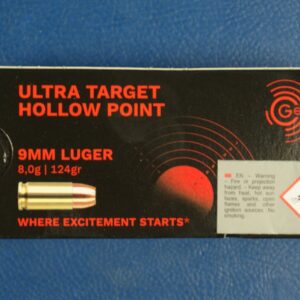 ULTRA TARGET
HOLLOW POINT
9MM LUGER
8,0g | 124gr
WHERE EXCITEMENT STARTS*
EN - Warning
- Fire or projection
hazard. - Keep away
from heat, hot sur-
faces, sparks, open
flames and other
ignition sources. No
smoking.